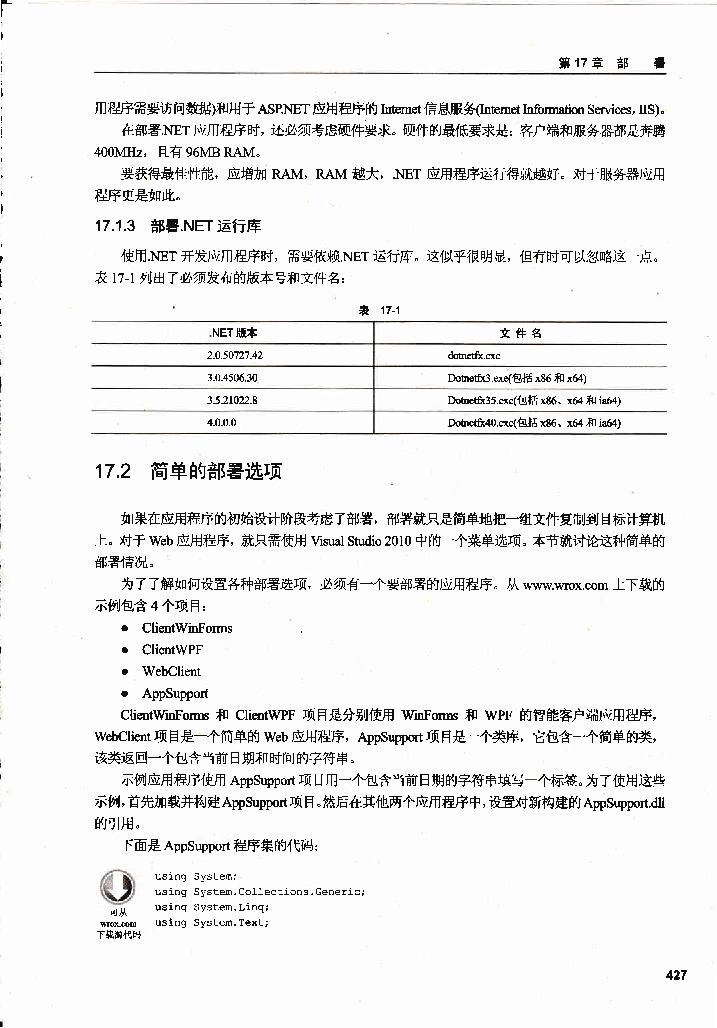 第 17 章 部 署
用程序需要访问数据)和用于 ASP.NET 应用程序的 Internet 信息服务(Internet Information Services, IIS)。
在部署.NET 应用程序时，还必须考虑硬件要求。硬件的最低要求是：客户端和服务器都是奔腾
400MHz，且有 96MB RAM。
要获得最佳性能，应增加 RAM，RAM 越大，.NET 应用程序运行得就越好。对于服务器应用
程序更是如此。
17.1.3 部署.NET 运行库
使用.NET 开发应用程序时，需要依赖.NET 运行库。这似乎很明显，但有时可以忽略这一点。
表 17-1 列出了必须发布的版本号和文件名：
表 17-1
.NET 版本 文 件 名
2.0.50727.42 dotnetfx.exe
3.0.4506.30 Dotnetfx3.exe(包括 x86 和 x64)
3.5.21022.8 Dotnetfx35.exe(包括 x86、x64 和 ia64)
4.0.0.0 Dotnetfx40.exe(包括 x86、x64 和 ia64)
17.2 简单的部署选项
如果在应用程序的初始设计阶段考虑了部署，部署就只是简单地把一组文件复制到目标计算机
上。对于 Web 应用程序，就只需使用 Visual Studio 2010 中的一个菜单选项。本节就讨论这种简单的
部署情况。
为了了解如何设置各种部署选项，必须有一个要部署的应用程序。从 www.wrox.com 上下载的
示例包含 4 个项目：
● ClientWinForms
● ClientWPF
● WebClient
● AppSupport
ClientWinForms 和 ClientWPF 项目是分别使用 WinForms 和 WPF 的智能客户端应用程序，
WebClient 项目是一个简单的 Web 应用程序，AppSupport 项目是一个类库，它包含一个简单的类，
该类返回一个包含当前日期和时间的字符串。
示例应用程序使用 AppSupport 项目用一个包含当前日期的字符串填写一个标签。为了使用这些
示例，首先加载并构建 AppSupport 项目。然后在其他两个应用程序中，设置对新构建的 AppSupport.dll
的引用。
下面是 AppSupport 程序集的代码：
using System;
using System.Collections.Generic;
using System.Linq;
using System.Text;
可从
wrox.com
下载源代码
427